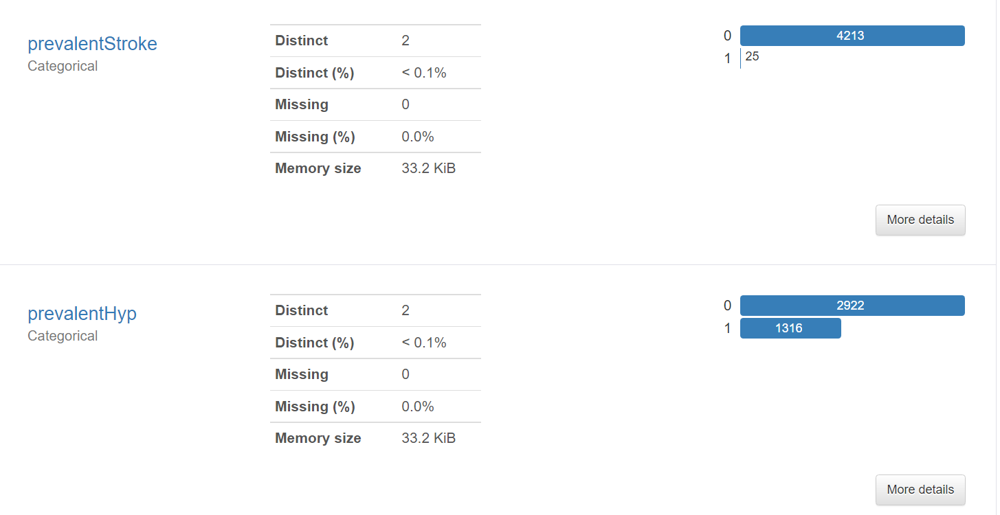 prevalentStroke
Categorical
Distinct 2
Distinct (%) < 0.1%
Missing 0
Missing (%) 0.0%
Memory size 33.2 KiB
0 4213
1 25
More details
prevalentHyp
Categorical
Distinct 2
Distinct (%) < 0.1%
Missing 0
Missing (%) 0.0%
Memory size 33.2 KiB
0 2922
1 1316
More details